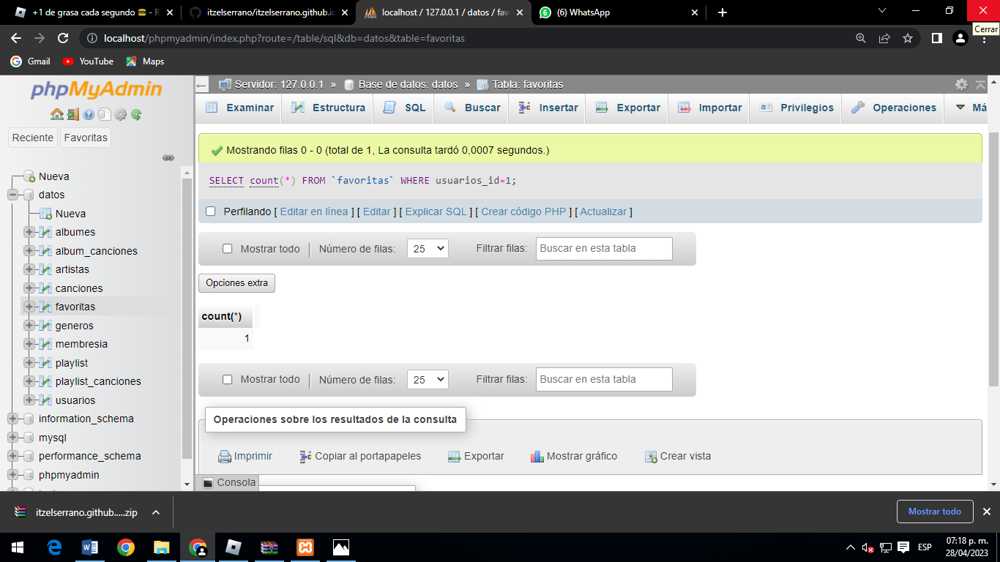 +1 de grasa cada segundo 🍔 - R
itzelserrano/itzelserrano.github.io
localhost / 127.0.0.1 / datos / fav
(6) WhatsApp
Cerrar
localhost/phpmyadmin/index.php?route=/table/sql&db=datos&table=favoritas
Gmail
YouTube
Maps
phpMyAdmin
Reciente
Favoritas
Nueva
datos
Nueva
albumes
album_canciones
artistas
canciones
favoritas
generos
membresia
playlist
playlist_canciones
usuarios
information_schema
mysql
performance_schema
phpmyadmin
Servidor: 127.0.0.1 » Base de datos: datos » Tabla: favoritas
Examinar
Estructura
SQL
Buscar
Insertar
Exportar
Importar
Privilegios
Operaciones
Má
Mostrando filas 0 - 0 (total de 1, La consulta tardó 0,0007 segundos.)
SELECT count(*) FROM `favoritas` WHERE usuarios_id=1;
Perfilando [ Editar en línea ] [ Editar ] [ Explicar SQL ] [ Crear código PHP ] [ Actualizar ]
Mostrar todo | Número de filas: 25 Filtrar filas: Buscar en esta tabla
Opciones extra
count(*)
1
Mostrar todo | Número de filas: 25 Filtrar filas: Buscar en esta tabla
Operaciones sobre los resultados de la consulta
Imprimir
Copiar al portapapeles
Exportar
Mostrar gráfico
Crear vista
Consola
itzelserrano.github.....zip
Mostrar todo
ESP
07:18 p. m.
28/04/2023